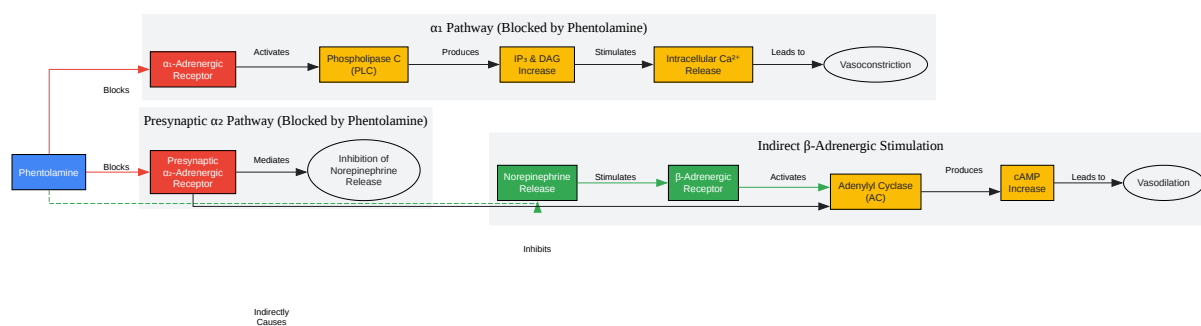 α₁ Pathway (Blocked by Phentolamine)
α₁-Adrenergic
Receptor
Activates
Phospholipase C
(PLC)
Produces
IP₃ & DAG
Increase
Stimulates
Intracellular Ca²⁺
Release
Leads to
Vasoconstriction
Blocks
Presynaptic α₂ Pathway (Blocked by Phentolamine)
Phentolamine
Blocks
Presynaptic
α₂-Adrenergic
Receptor
Mediates
Inhibition of
Norepinephrine
Release
Indirect β-Adrenergic Stimulation
Norepinephrine
Release
Stimulates
β-Adrenergic
Receptor
Activates
Adenylyl Cyclase
(AC)
Produces
cAMP
Increase
Leads to
Vasodilation
Inhibits
Indirectly
Causes